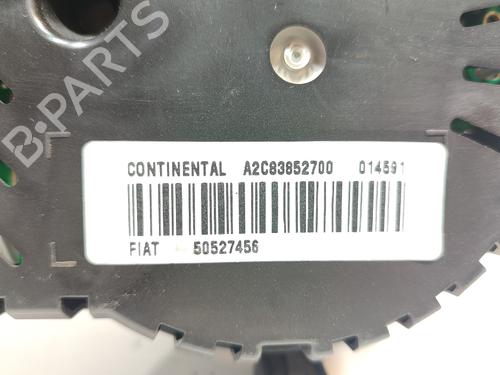 B-PARTS
CONTINENTAL A2C83852700 014591
FIAT 50527456